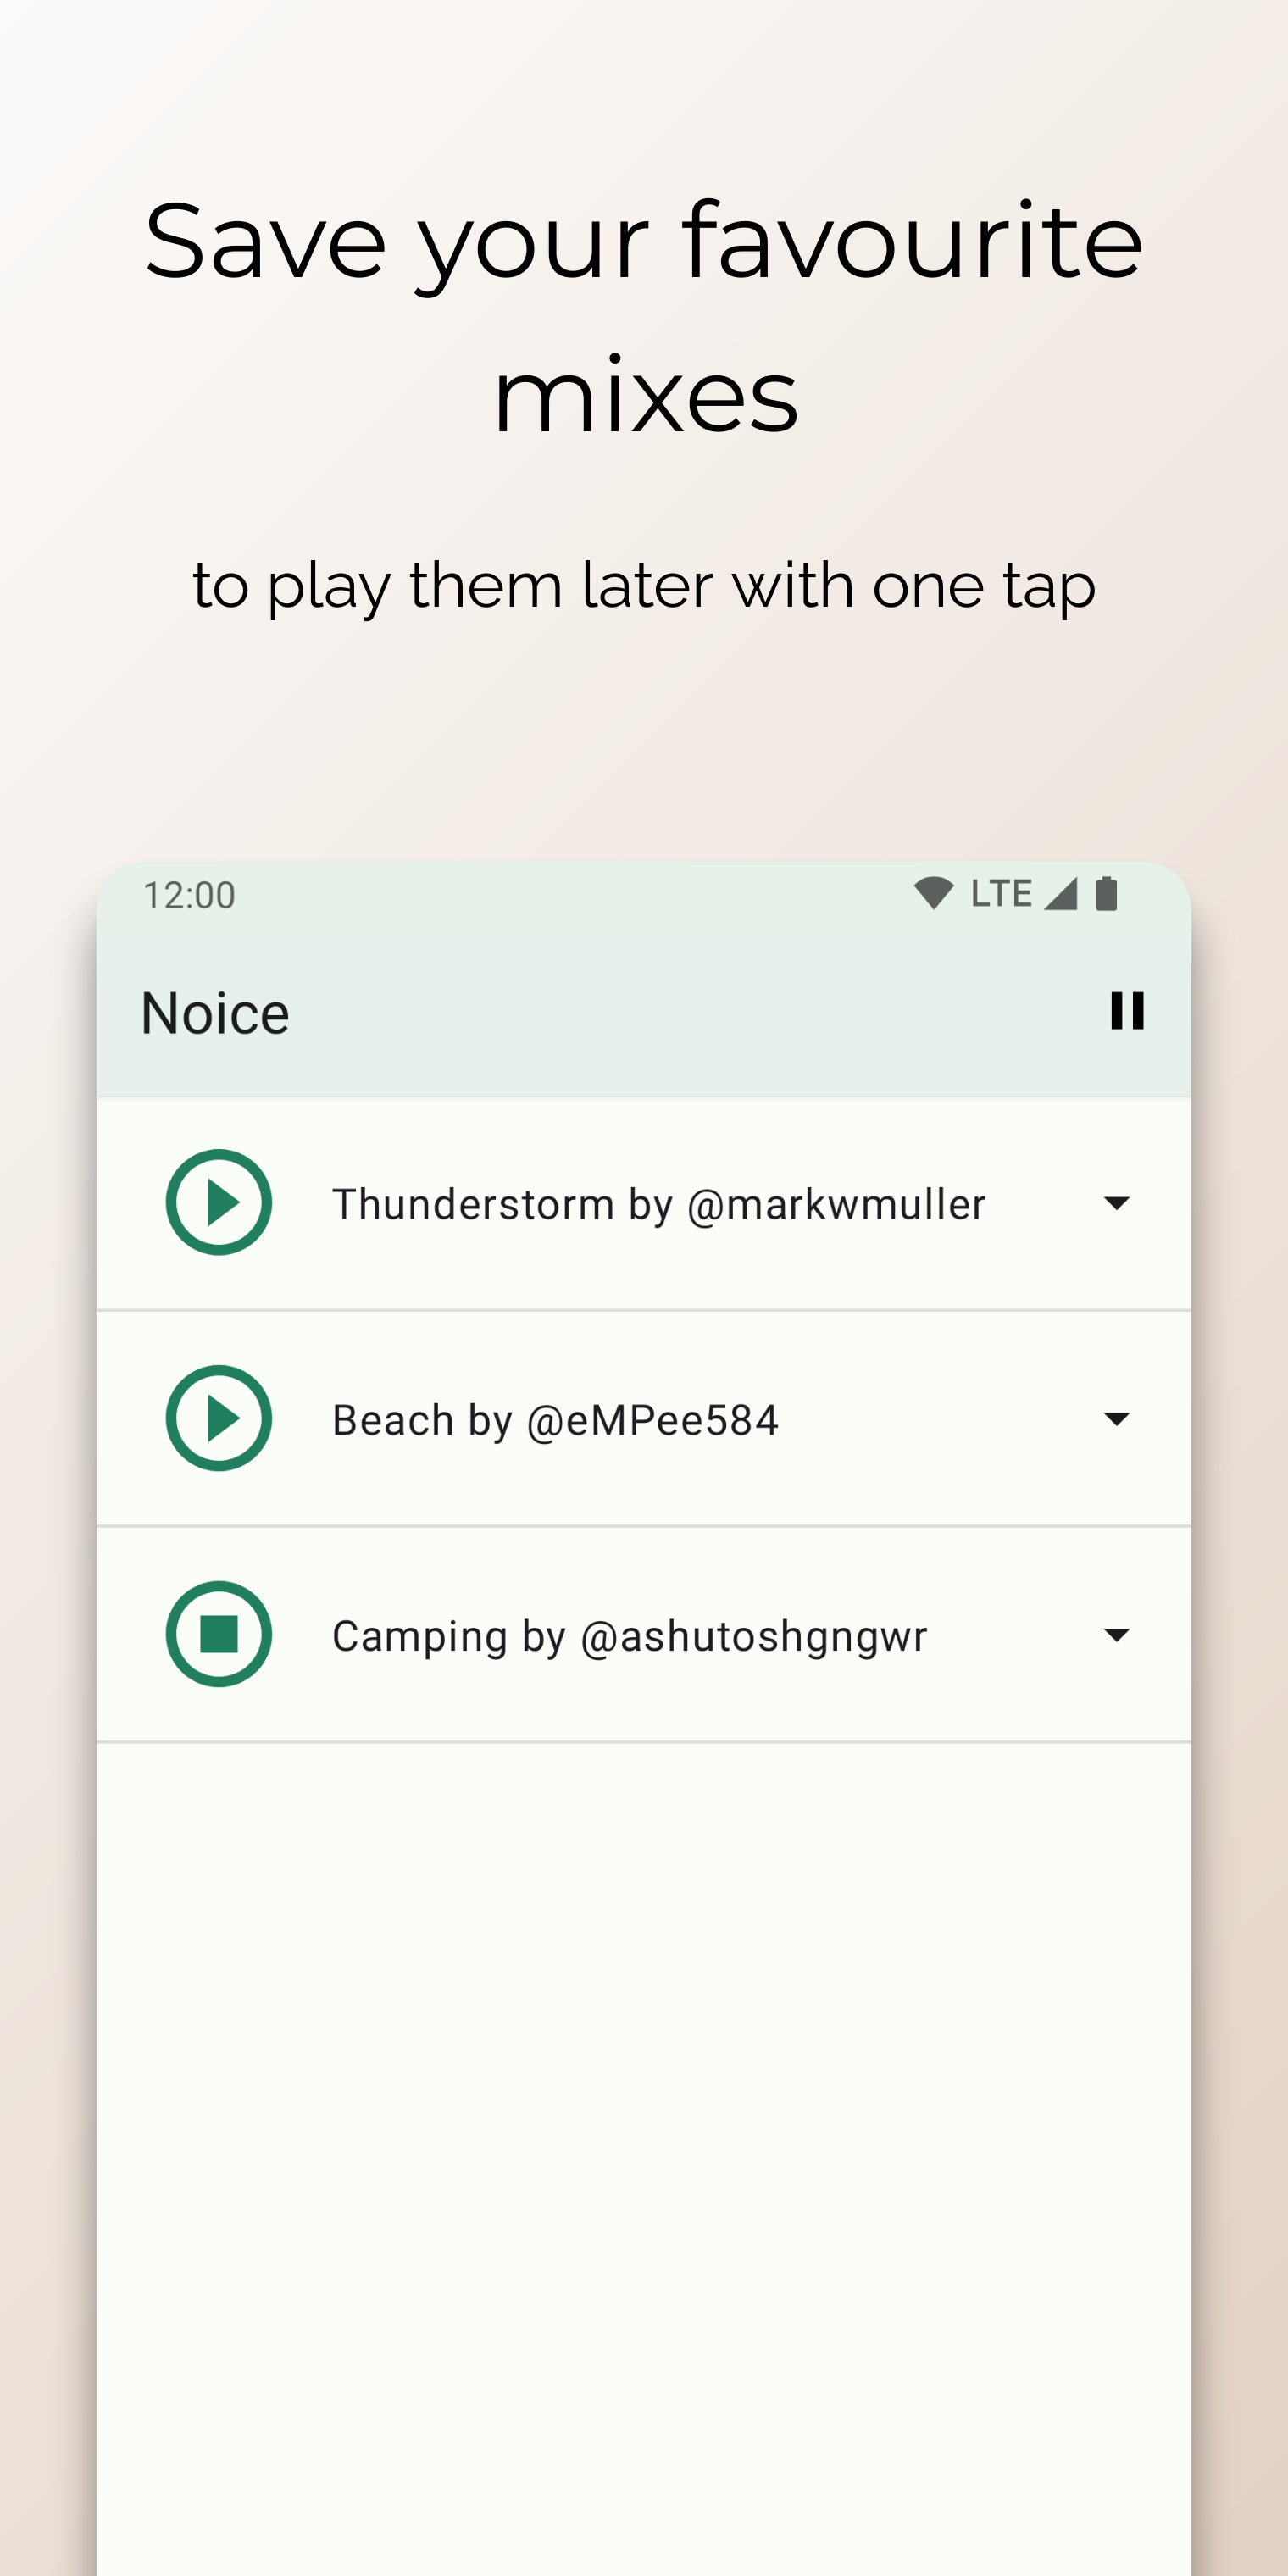 Save your favourite
mixes
to play them later with one tap
12:00 LTE
Noice
Thunderstorm by @markwmuller
Beach by @eMPee584
Camping by @ashutoshgngwr